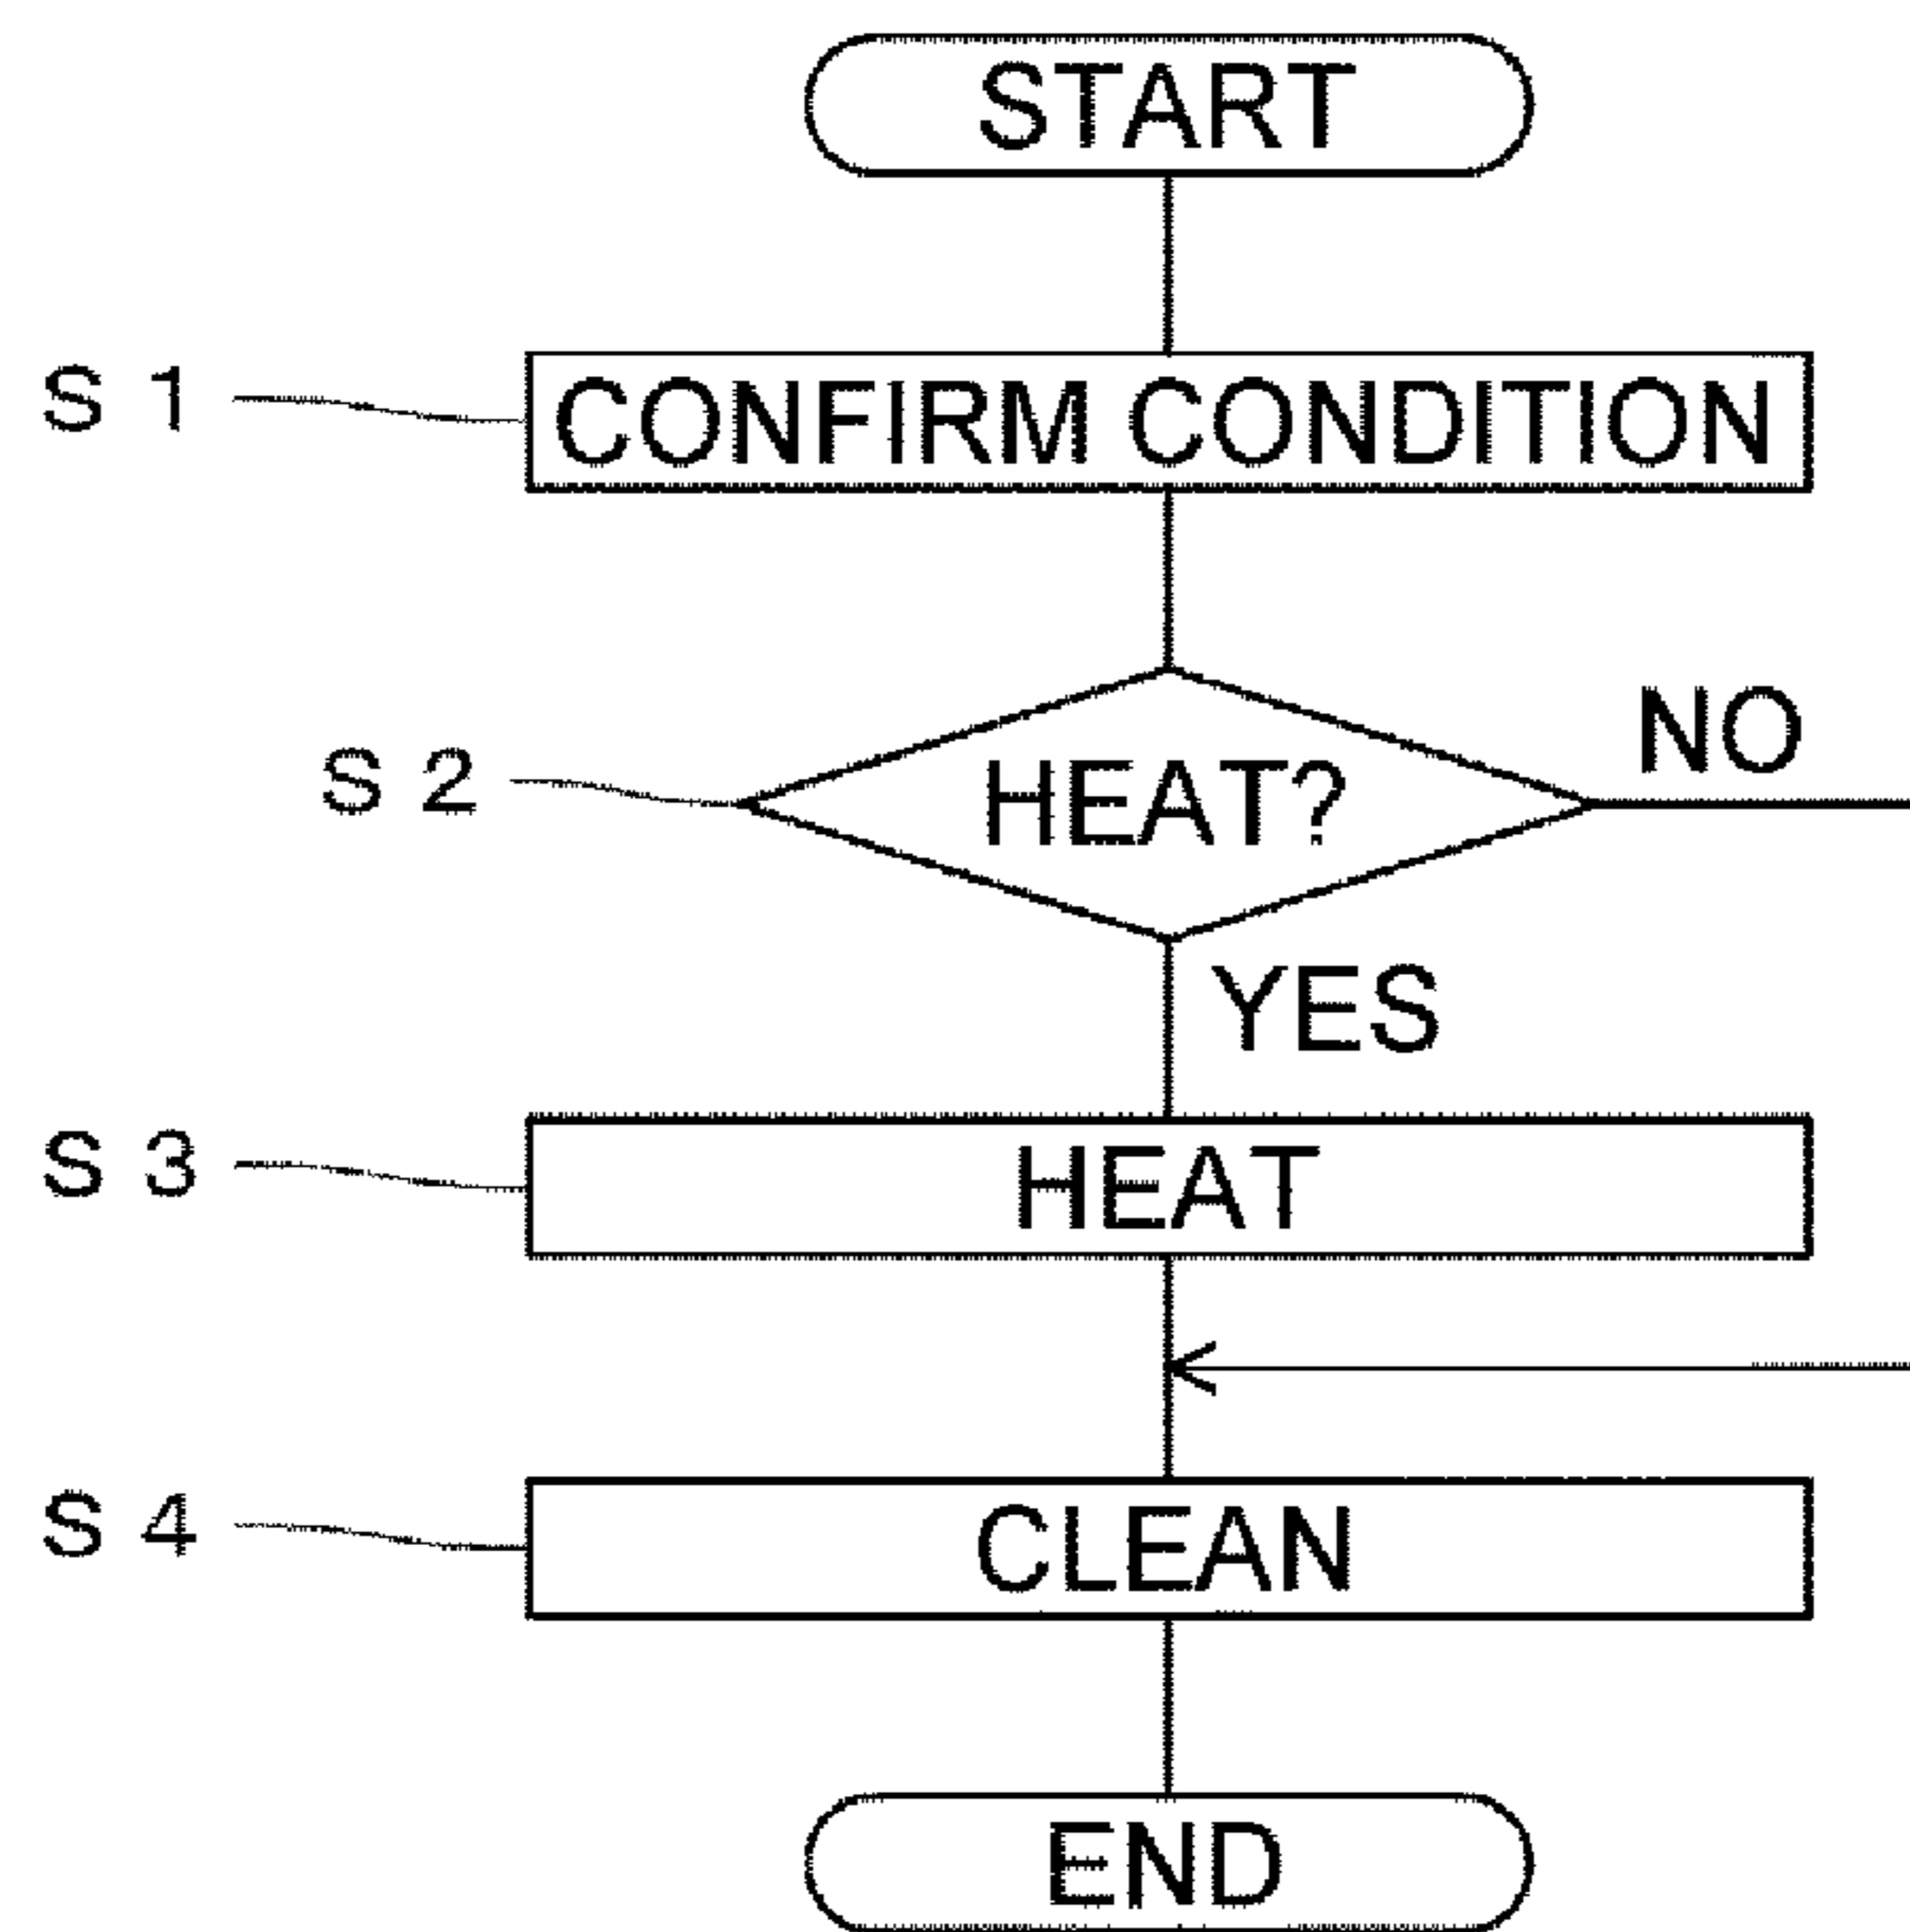 START
S 1
CONFIRM CONDITION
S 2
HEAT?
NO
YES
S 3
HEAT
S 4
CLEAN
END